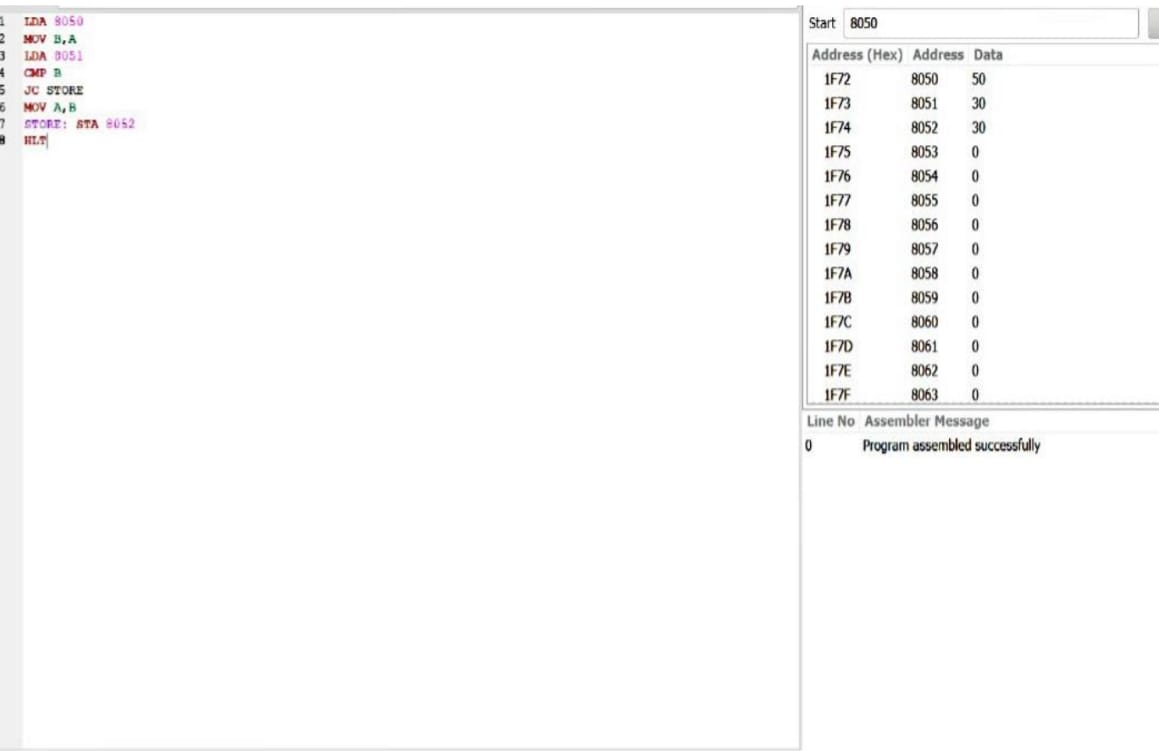 1 LDA 8050
2 MOV B,A
3 LDA 8051
4 CMP B
5 JC STORE
6 MOV A,B
7 STORE: STA 8052
8 HLT
Start 8050
Address (Hex) Address Data
1F72 8050 50
1F73 8051 30
1F74 8052 30
1F75 8053 0
1F76 8054 0
1F77 8055 0
1F78 8056 0
1F79 8057 0
1F7A 8058 0
1F7B 8059 0
1F7C 8060 0
1F7D 8061 0
1F7E 8062 0
1F7F 8063 0
Line No Assembler Message
0 Program assembled successfully